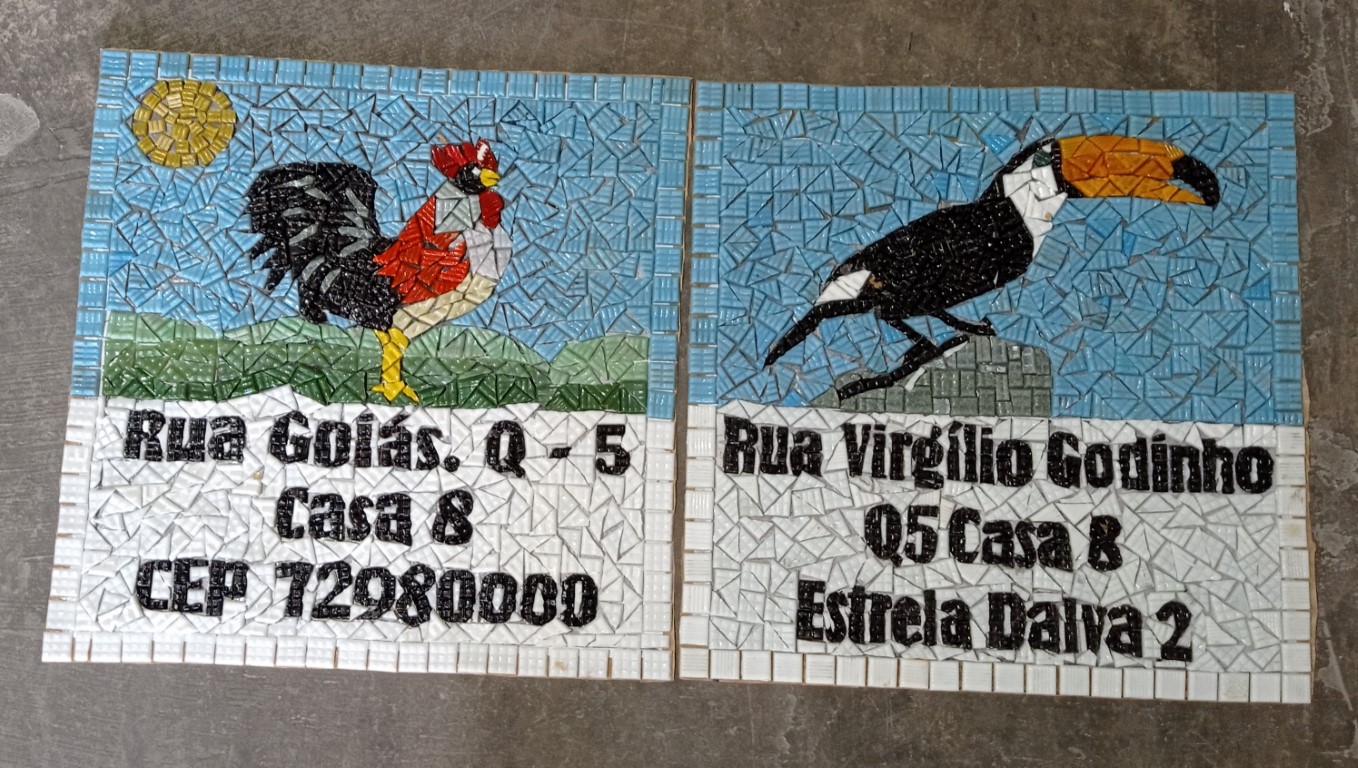 Rua Goiás. Q - 5
Casa 8
CEP 72980000
Rua Virgílio Godinho
Q5 Casa 8
Estrela Dalva 2